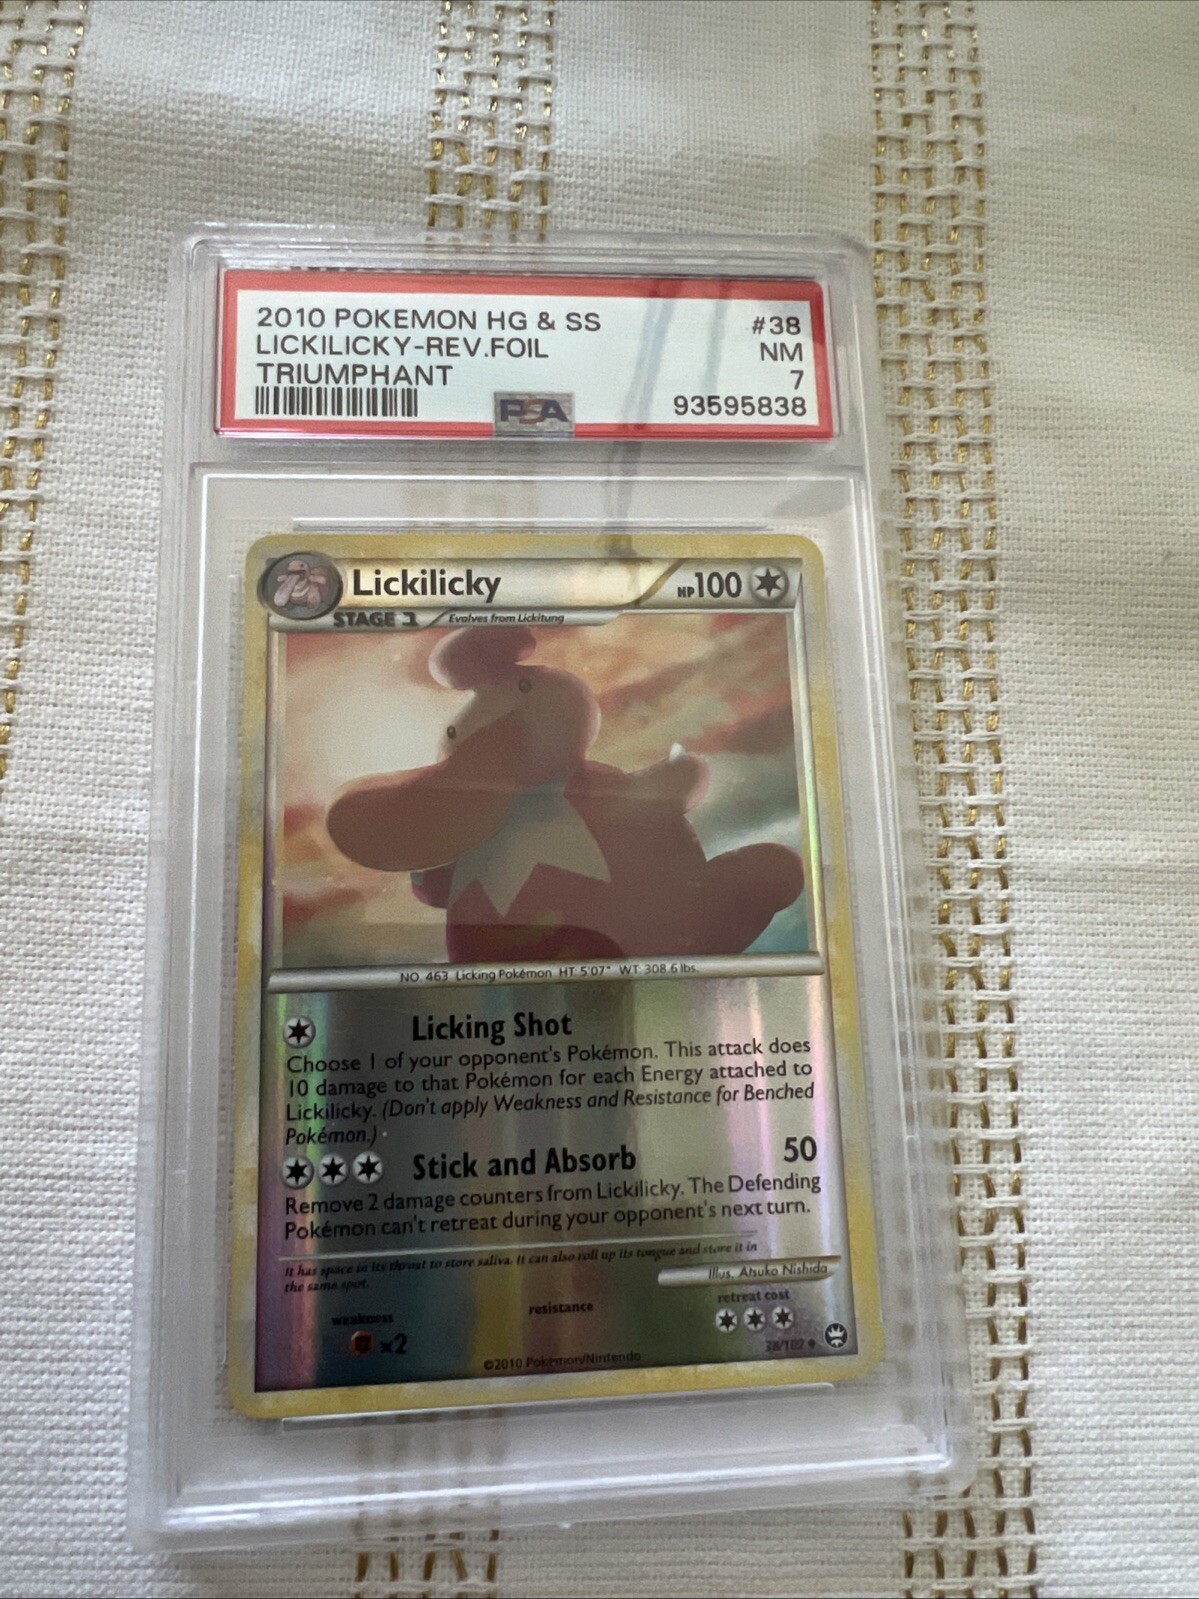 2010 POKEMON HG & SS #38
LICKILICKY-REV.FOIL NM
TRIUMPHANT 7
PSA 93595838
Lickilicky HP100
STAGE 1 Evolves from Lickitung
NO. 463 Licking Pokémon HT. 5'07" WT. 308.6 lbs.
Licking Shot
Choose 1 of your opponent's Pokémon. This attack does
10 damage to that Pokémon for each Energy attached to
Lickilicky. (Don't apply Weakness and Resistance for Benched
Pokémon.)
Stick and Absorb 50
Remove 2 damage counters from Lickilicky. The Defending
Pokémon can't retreat during your opponent's next turn.
It has space in its throat to store saliva. It can also roll up its tongue and store it in
the same spot.
Illus. Atsuko Nishida
weakness resistance retreat cost
x2
38/102
©2010 Pokémon/Nintendo